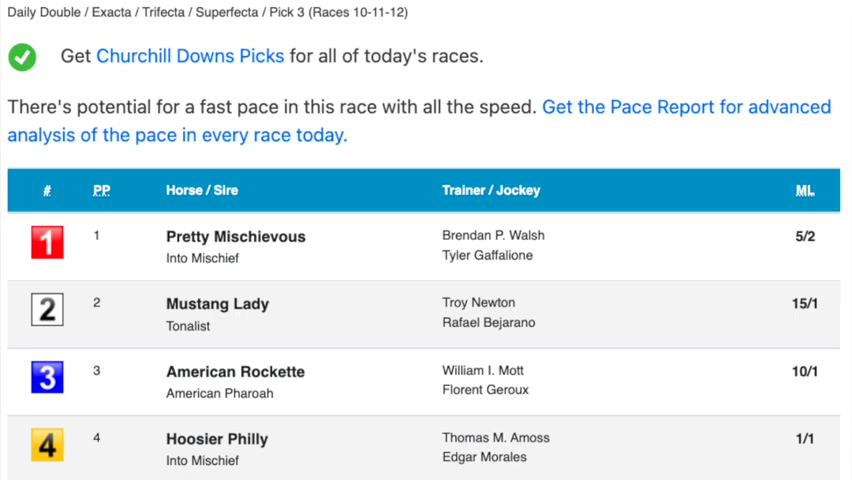 Daily Double / Exacta / Trifecta / Superfecta / Pick 3 (Races 10-11-12)
Get Churchill Downs Picks for all of today's races.
There's potential for a fast pace in this race with all the speed. Get the Pace Report for advanced
analysis of the pace in every race today.
# PP Horse / Sire Trainer / Jockey ML
1 1 Pretty Mischievous Brendan P. Walsh 5/2
Into Mischief Tyler Gaffalione
2 2 Mustang Lady Troy Newton 15/1
Tonalist Rafael Bejarano
3 3 American Rockette William I. Mott 10/1
American Pharoah Florent Geroux
4 4 Hoosier Philly Thomas M. Amoss 1/1
Into Mischief Edgar Morales